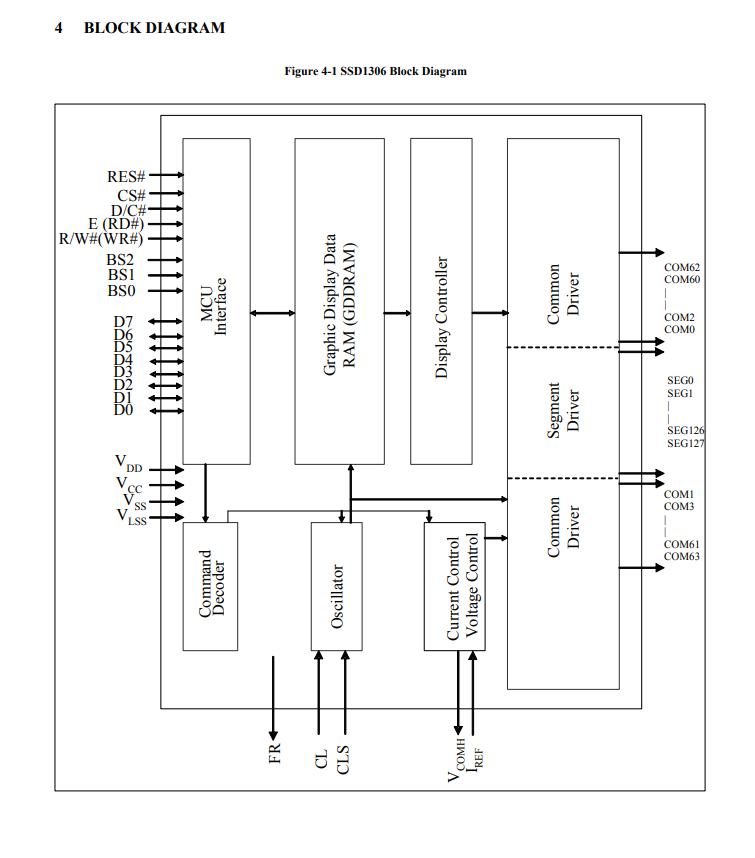 4 BLOCK DIAGRAM
Figure 4-1 SSD1306 Block Diagram
RES#
CS#
D/C#
E (RD#)
R/W#(WR#)
BS2
BS1
BS0
D7
D6
D5
D4
D3
D2
D1
D0
VDD
VCC
VSS
VLSS
MCU
Interface
Graphic Display Data
RAM (GDDRAM)
Display Controller
Common
Driver
Segment
Driver
Common
Driver
Command
Decoder
Oscillator
Current Control
Voltage Control
COM62
COM60
COM2
COM0
SEG0
SEG1
SEG126
SEG127
COM1
COM3
COM61
COM63
FR
CL
CLS
VCOMH
IREF